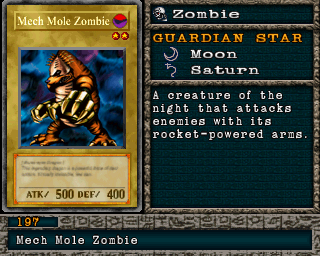 Mech Mole Zombie
ATK/ 500 DEF/ 400
Zombie
GUARDIAN STAR
Moon
Saturn
A creature of the
night that attacks
enemies with its
rocket-powered arms.
197
Mech Mole Zombie